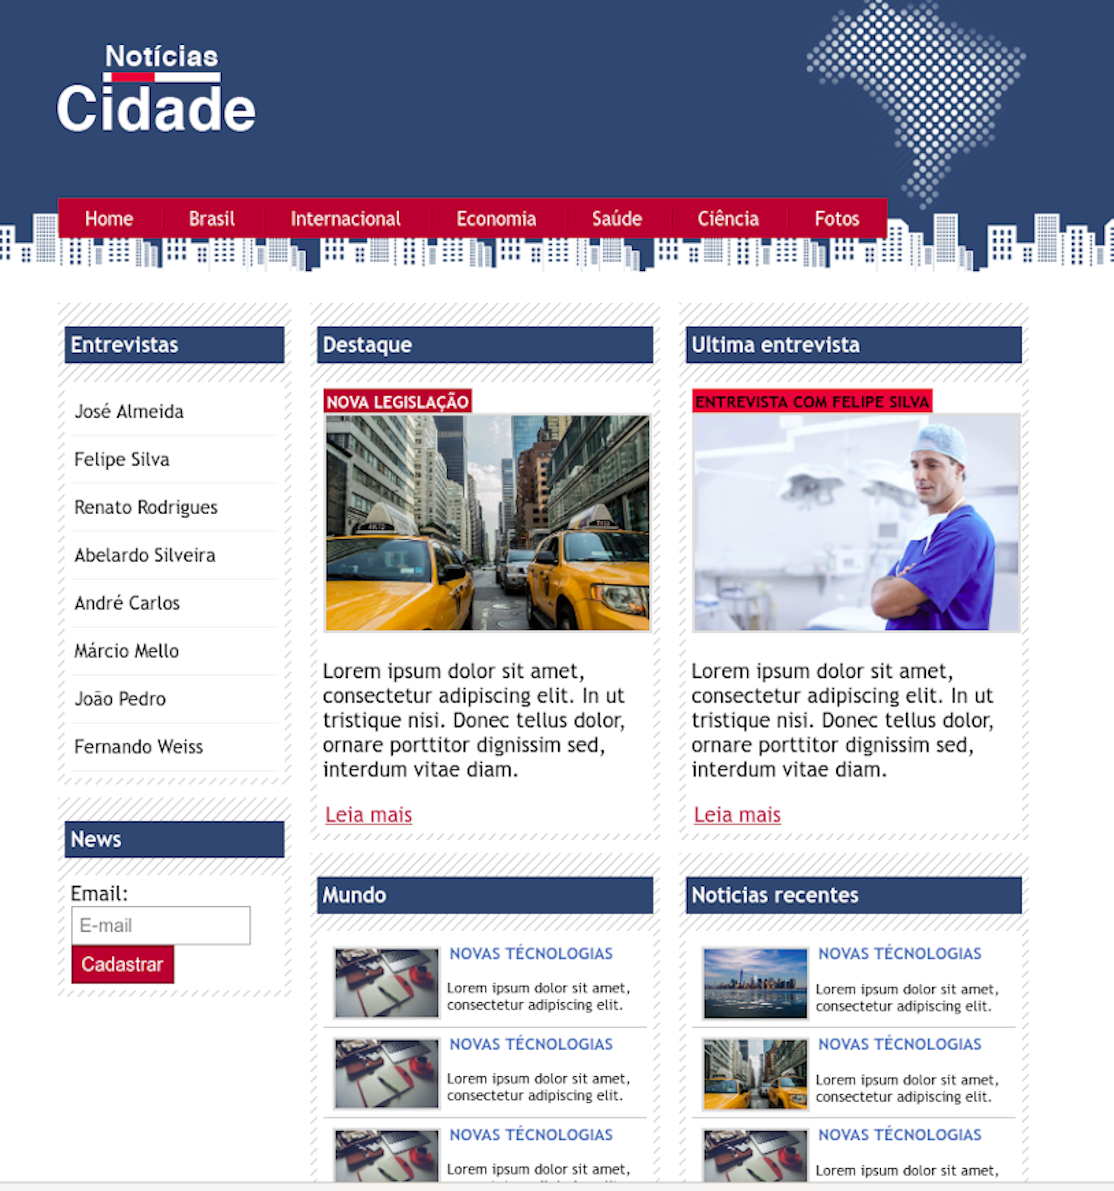 Notícias
Cidade
Home Brasil Internacional Economia Saúde Ciência Fotos
Entrevistas
José Almeida
Felipe Silva
Renato Rodrigues
Abelardo Silveira
André Carlos
Márcio Mello
João Pedro
Fernando Weiss
News
Email:
E-mail
Cadastrar
Destaque
NOVA LEGISLAÇÃO
Lorem ipsum dolor sit amet,
consectetur adipiscing elit. In ut
tristique nisi. Donec tellus dolor,
ornare porttitor dignissim sed,
interdum vitae diam.
Leia mais
Ultima entrevista
ENTREVISTA COM FELIPE SILVA
Lorem ipsum dolor sit amet,
consectetur adipiscing elit. In ut
tristique nisi. Donec tellus dolor,
ornare porttitor dignissim sed,
interdum vitae diam.
Leia mais
Mundo
NOVAS TÉCNOLOGIAS
Lorem ipsum dolor sit amet,
consectetur adipiscing elit.
NOVAS TÉCNOLOGIAS
Lorem ipsum dolor sit amet,
consectetur adipiscing elit.
NOVAS TÉCNOLOGIAS
Lorem ipsum dolor sit amet,
Noticias recentes
NOVAS TÉCNOLOGIAS
Lorem ipsum dolor sit amet,
consectetur adipiscing elit.
NOVAS TÉCNOLOGIAS
Lorem ipsum dolor sit amet,
consectetur adipiscing elit.
NOVAS TÉCNOLOGIAS
Lorem ipsum dolor sit amet,